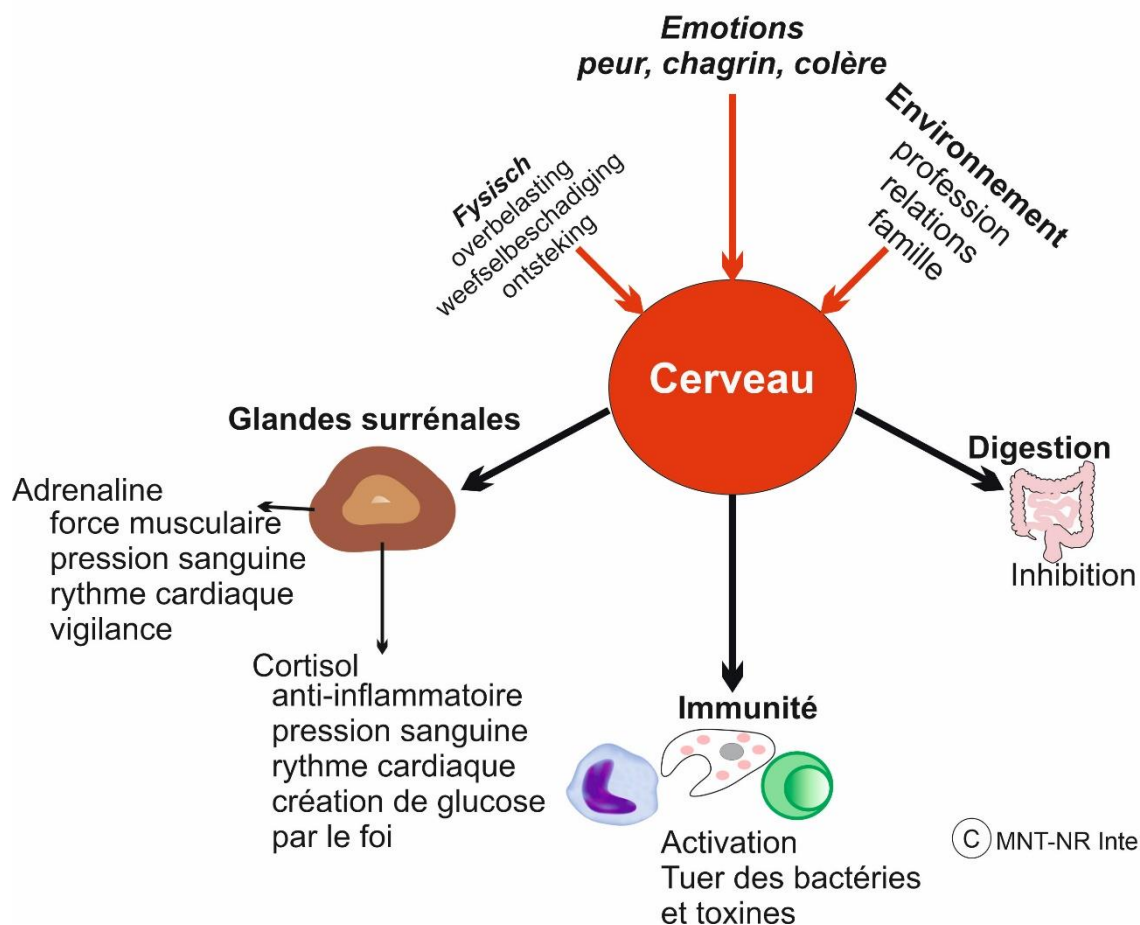 Emotions
peur, chagrin, colère
Fysisch
overbelasting
weefselbeschadiging
ontsteking
Environnement
profession
relations
famille
Cerveau
Glandes surrénales
Adrenaline
force musculaire
pression sanguine
rythme cardiaque
vigilance
Cortisol
anti-inflammatoire
pression sanguine
rythme cardiaque
création de glucose
par le foi
Immunité
Activation
Tuer des bactéries
et toxines
Digestion
Inhibition
C MNT-NR Inte